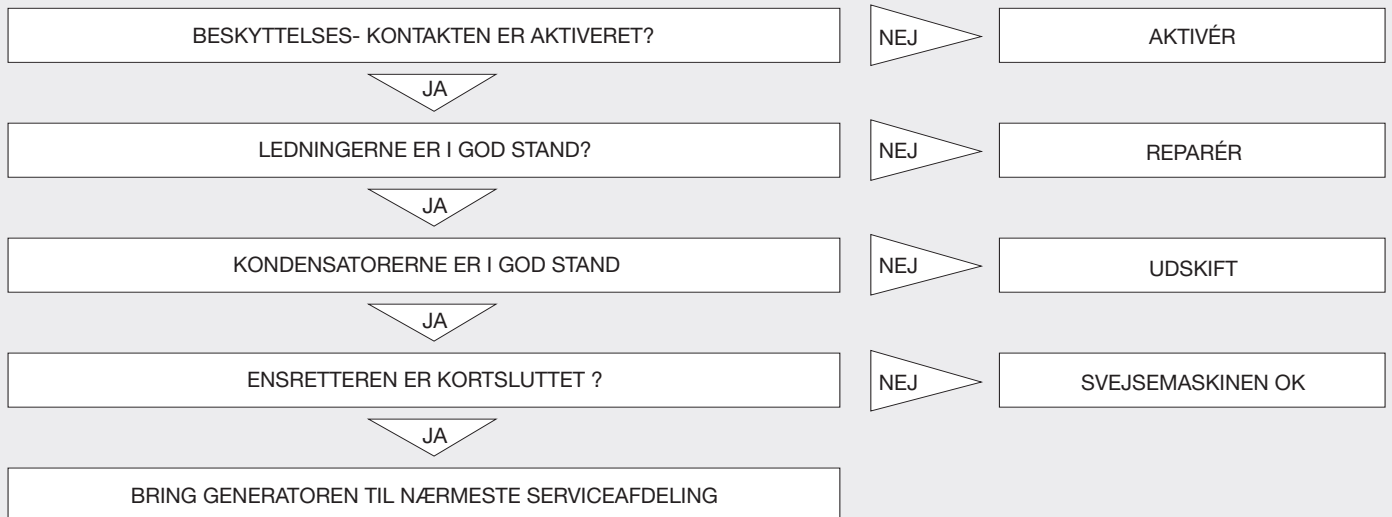 BESKYTTELSES- KONTAKTEN ER AKTIVERET?
NEJ
AKTIVÉR
JA
LEDNINGERNE ER I GOD STAND?
NEJ
REPARÉR
JA
KONDENSATORERNE ER I GOD STAND
NEJ
UDSKIFT
JA
ENSRETTEREN ER KORTSLUTTET ?
NEJ
SVEJSEMASKINEN OK
JA
BRING GENERATOREN TIL NÆRMESTE SERVICEAFDELING